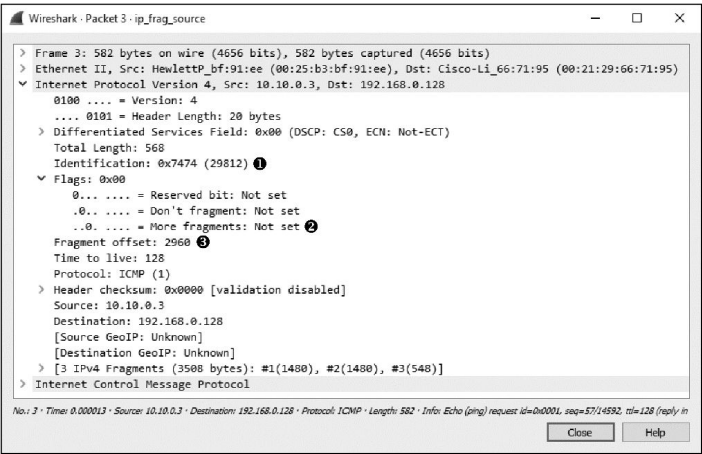 Wireshark · Packet 3 · ip_frag_source
> Frame 3: 582 bytes on wire (4656 bits), 582 bytes captured (4656 bits)
> Ethernet II, Src: HewlettP_bf:91:ee (00:25:b3:bf:91:ee), Dst: Cisco-Li_66:71:95 (00:21:29:66:71:95)
Internet Protocol Version 4, Src: 10.10.0.3, Dst: 192.168.0.128
0100 .... = Version: 4
.... 0101 = Header Length: 20 bytes
> Differentiated Services Field: 0x00 (DSCP: CS0, ECN: Not-ECT)
Total Length: 568
Identification: 0x7474 (29812) ❶
Flags: 0x00
0... .... = Reserved bit: Not set
.0.. .... = Don't fragment: Not set
..0. .... = More fragments: Not set ❷
Fragment offset: 2960 ❸
Time to live: 128
Protocol: ICMP (1)
> Header checksum: 0x0000 [validation disabled]
Source: 10.10.0.3
Destination: 192.168.0.128
[Source GeoIP: Unknown]
[Destination GeoIP: Unknown]
> [3 IPv4 Fragments (3508 bytes): #1(1480), #2(1480), #3(548)]
> Internet Control Message Protocol
No.: 3 · Time: 0.000013 · Source: 10.10.0.3 · Destination: 192.168.0.128 · Protocol: ICMP · Length: 582 · Info: Echo (ping) request id=0x0001, seq=57/14592, ttl=128 (reply in
Close Help